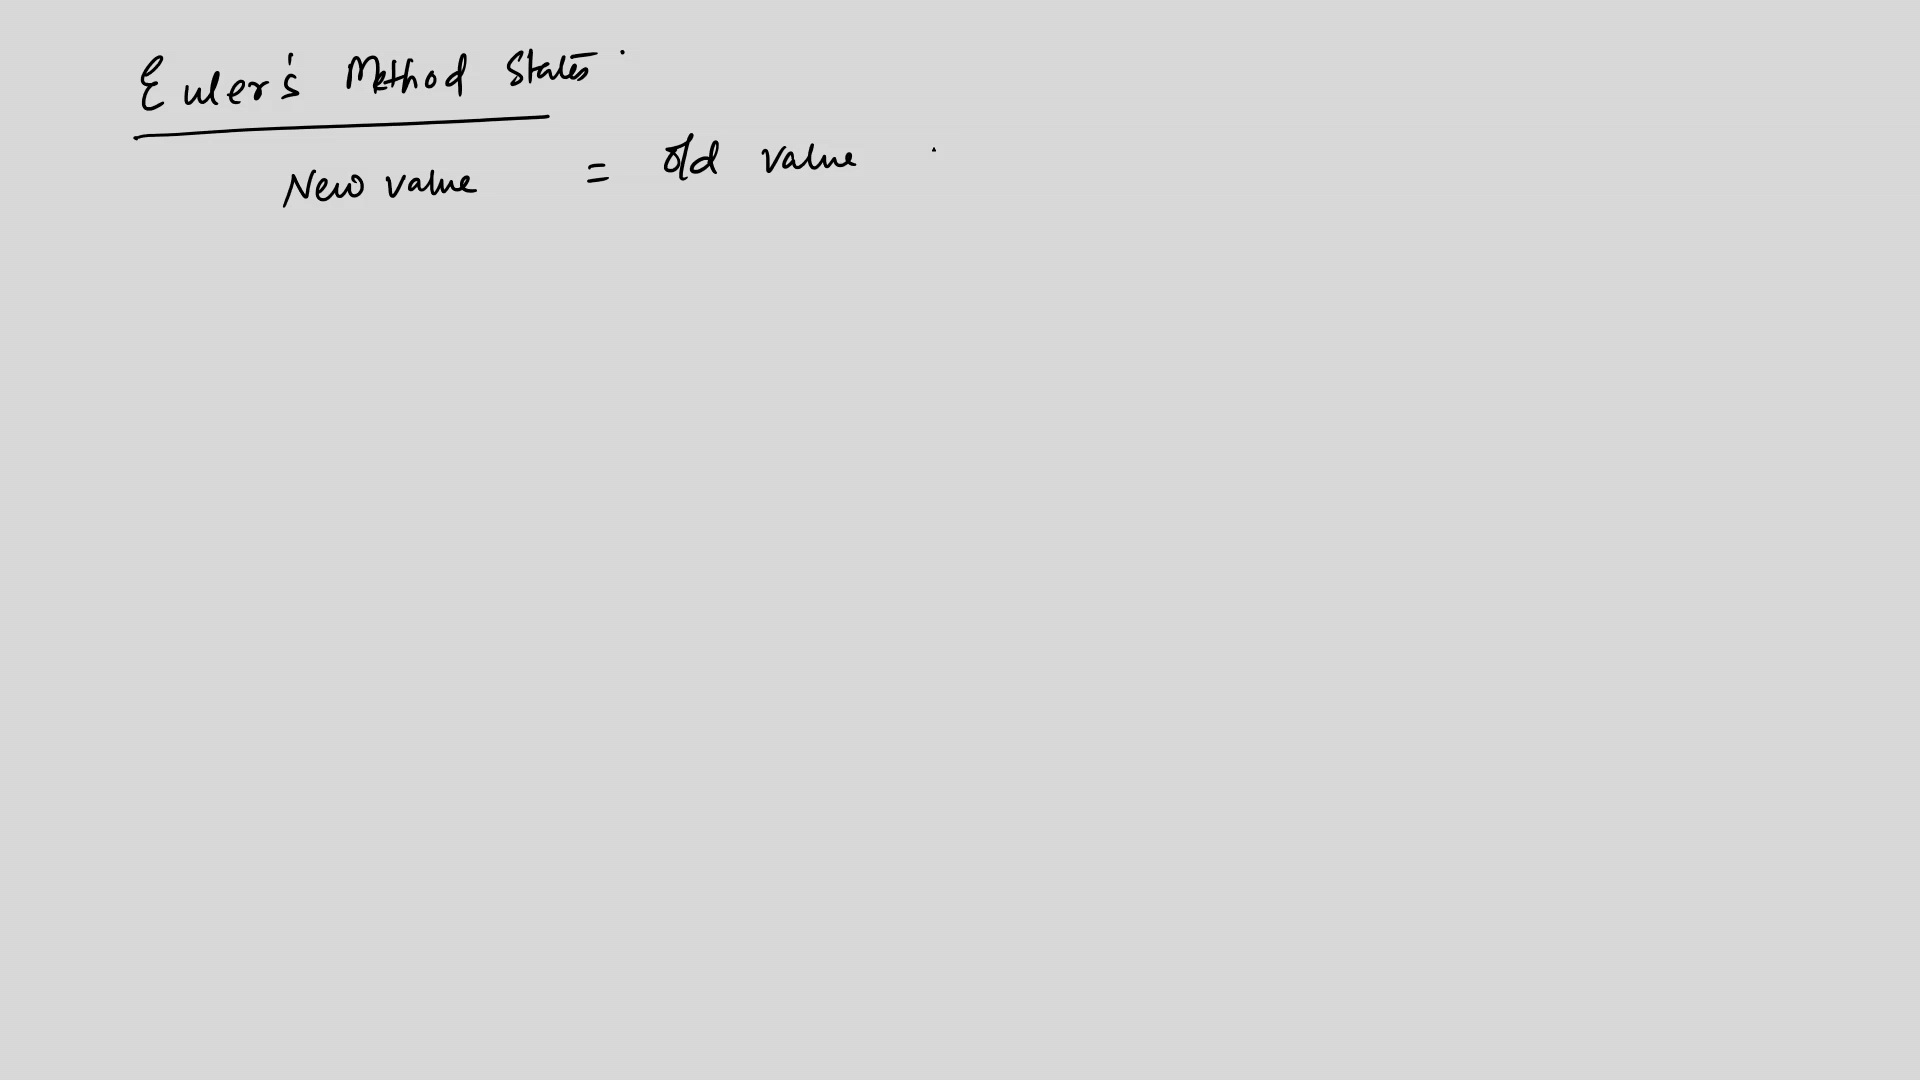 Euler's Method States
New value = Old value